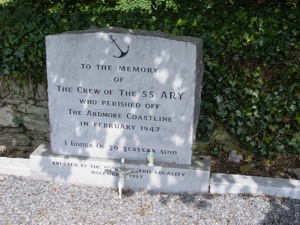 TO THE MEMORY
OF
THE CREW OF THE SS ARY
WHO PERISHED OFF
THE ARDMORE COASTLINE
IN FEBRUARY 1947
ERECTED BY THE LOCALITY
NOVEMBER